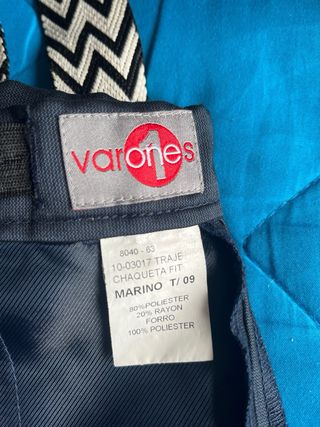 varones
1
8040 - 63
10-03017 TRAJE
CHAQUETA FIT
MARINO T/ 09
80% POLIESTER
20% RAYON
FORRO
100% POLIESTER